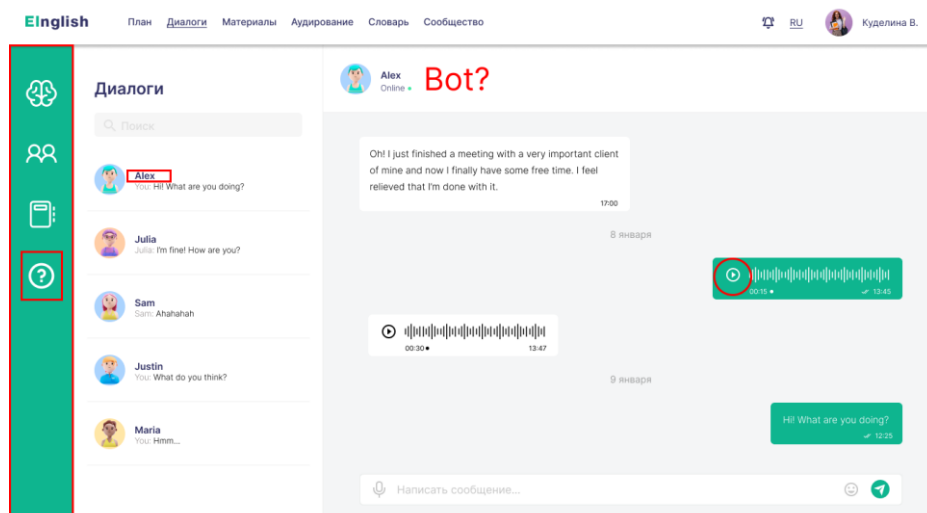 Elnglish
План Диалоги Материалы Аудирование Словарь Сообщество
RU
Куделина В.
Диалоги
Поиск
Alex
You: Hi! What are you doing?
Julia
Julia: I'm fine! How are you?
Sam
Sam: Ahahahah
Justin
You: What do you think?
Maria
You: Hmm...
Alex
Online
Bot?
Oh! I just finished a meeting with a very important client
of mine and now I finally have some free time. I feel
relieved that I'm done with it.
17:00
8 января
00:15
13:45
00:30
13:47
9 января
Hi! What are you doing?
12:25
Написать сообщение...